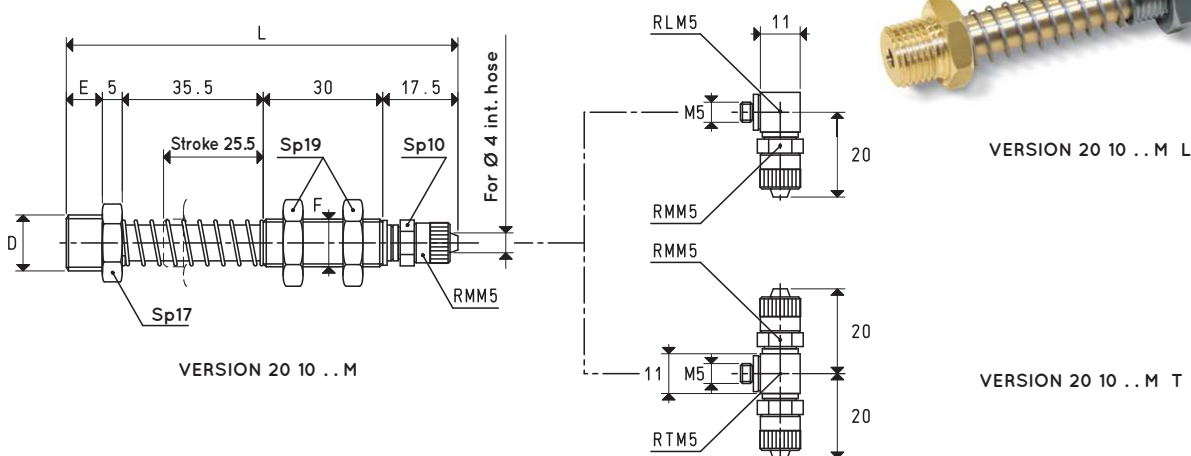 L
E 5 35.5 30 17.5
For Ø 4 int. hose
Stroke 25.5
Sp19
Sp10
F
D
Sp17
RMM5
VERSION 20 10 . . M
RLM5
11
M5
20
RMM5
VERSION 20 10 . . M L
RMM5
20
11
M5
20
RTM5
VERSION 20 10 . . M T